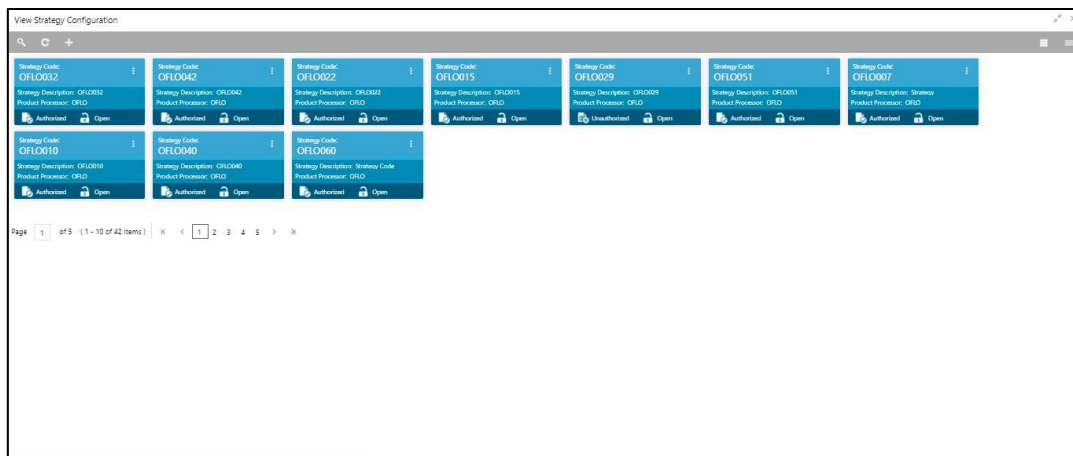 View Strategy Configuration
Strategy Code:
OFLO032
Strategy Description: OFLO032
Product Processor: OFLO
Authorized Open
Strategy Code:
OFLO042
Strategy Description: OFLO042
Product Processor: OFLO
Authorized Open
Strategy Code:
OFLO022
Strategy Description: OFLO022
Product Processor: OFLO
Authorized Open
Strategy Code:
OFLO015
Strategy Description: OFLO015
Product Processor: OFLO
Authorized Open
Strategy Code:
OFLO029
Strategy Description: OFLO029
Product Processor: OFLO
Unauthorized Open
Strategy Code:
OFLO051
Strategy Description: OFLO051
Product Processor: OFLO
Authorized Open
Strategy Code:
OFLO007
Strategy Description: Strategy
Product Processor: OFLO
Authorized Open
Strategy Code:
OFLO010
Strategy Description: OFLO010
Product Processor: OFLO
Authorized Open
Strategy Code:
OFLO040
Strategy Description: OFLO040
Product Processor: OFLO
Authorized Open
Strategy Code:
OFLO060
Strategy Description: Strategy Code
Product Processor: OFLO
Authorized Open
Page 1 of 5 (1 - 10 of 42 items) 1 2 3 4 5